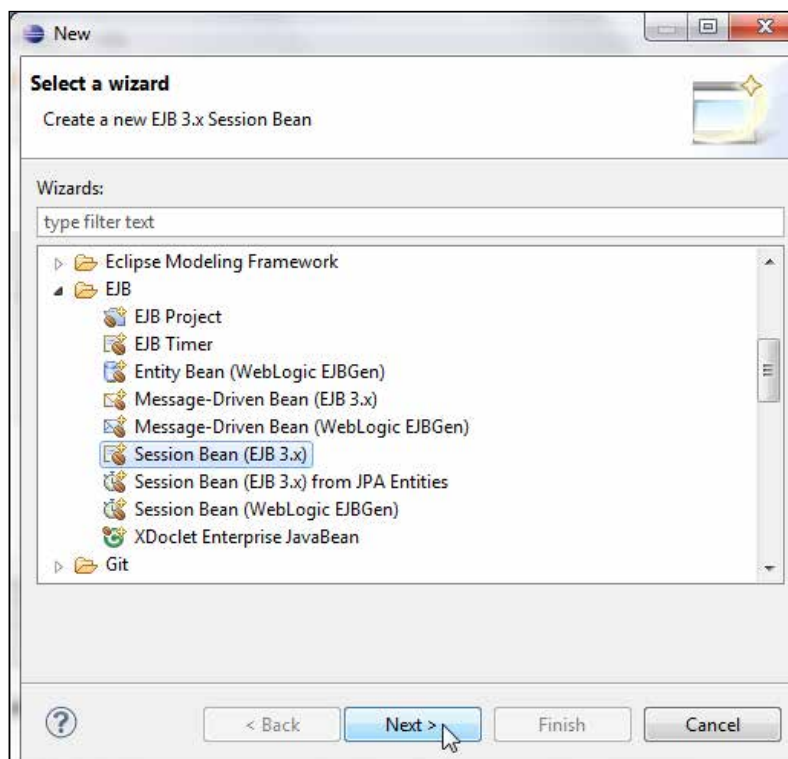 New
Select a wizard
Create a new EJB 3.x Session Bean
Wizards:
type filter text
Eclipse Modeling Framework
EJB
EJB Project
EJB Timer
Entity Bean (WebLogic EJBGen)
Message-Driven Bean (EJB 3.x)
Message-Driven Bean (WebLogic EJBGen)
Session Bean (EJB 3.x)
Session Bean (EJB 3.x) from JPA Entities
Session Bean (WebLogic EJBGen)
XDoclet Enterprise JavaBean
Git
? < Back Next > Finish Cancel